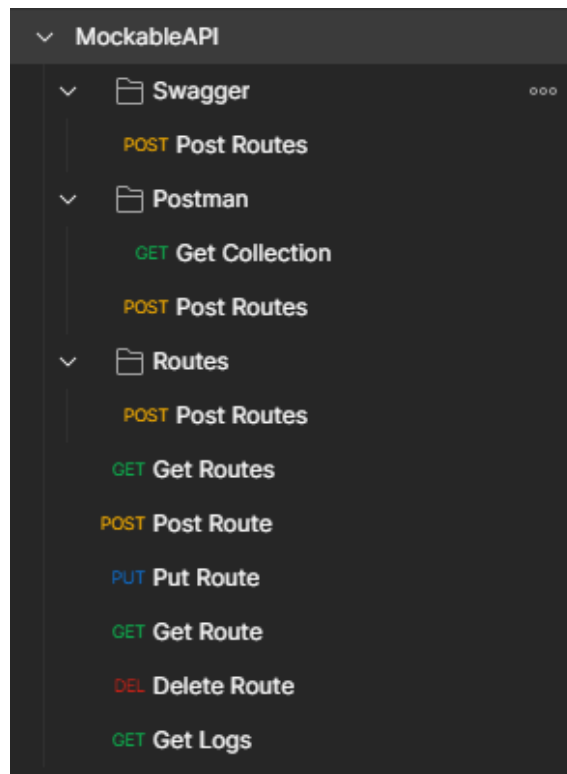 MockableAPI
Swagger
POST Post Routes
Postman
GET Get Collection
POST Post Routes
Routes
POST Post Routes
GET Get Routes
POST Post Route
PUT Put Route
GET Get Route
DEL Delete Route
GET Get Logs